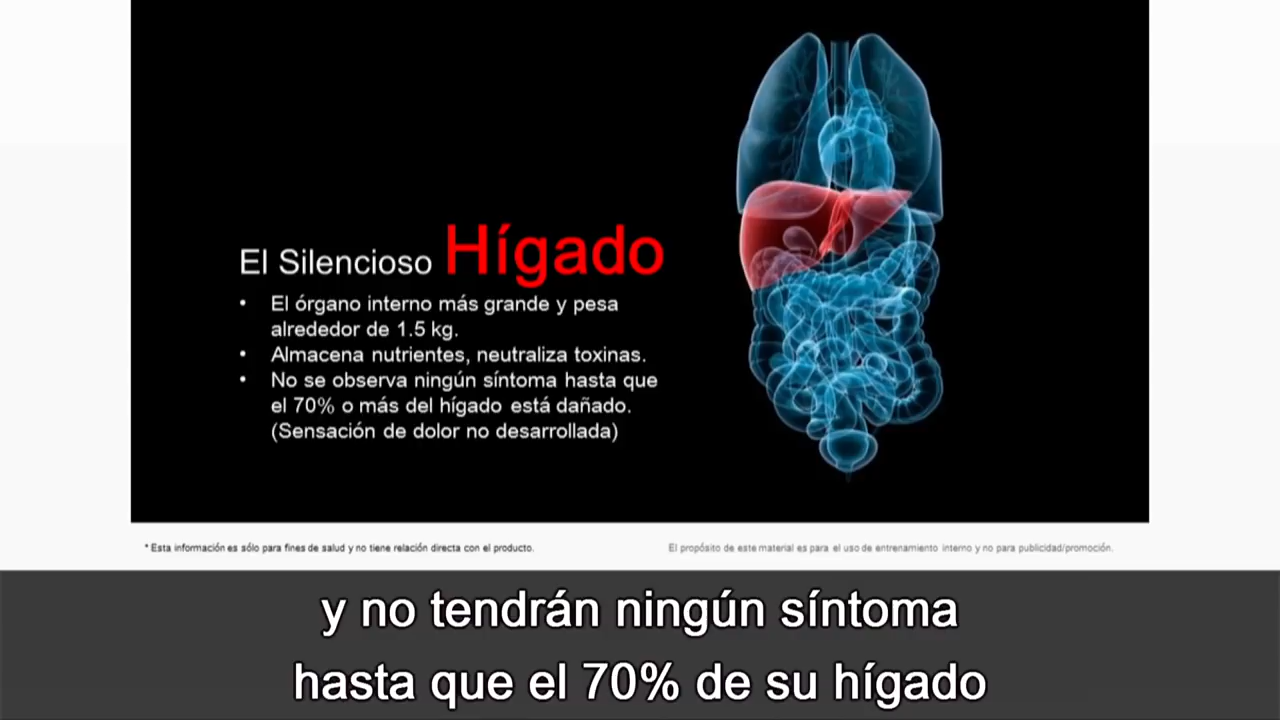 El Silencioso Hígado
• El órgano interno más grande y pesa
alrededor de 1.5 kg.
• Almacena nutrientes, neutraliza toxinas.
• No se observa ningún síntoma hasta que
el 70% o más del hígado está dañado.
(Sensación de dolor no desarrollada)
* Esta información es sólo para fines de salud y no tiene relación directa con el producto.
El propósito de este material es para el uso de entrenamiento interno y no para publicidad/promoción.
y no tendrán ningún síntoma
hasta que el 70% de su hígado